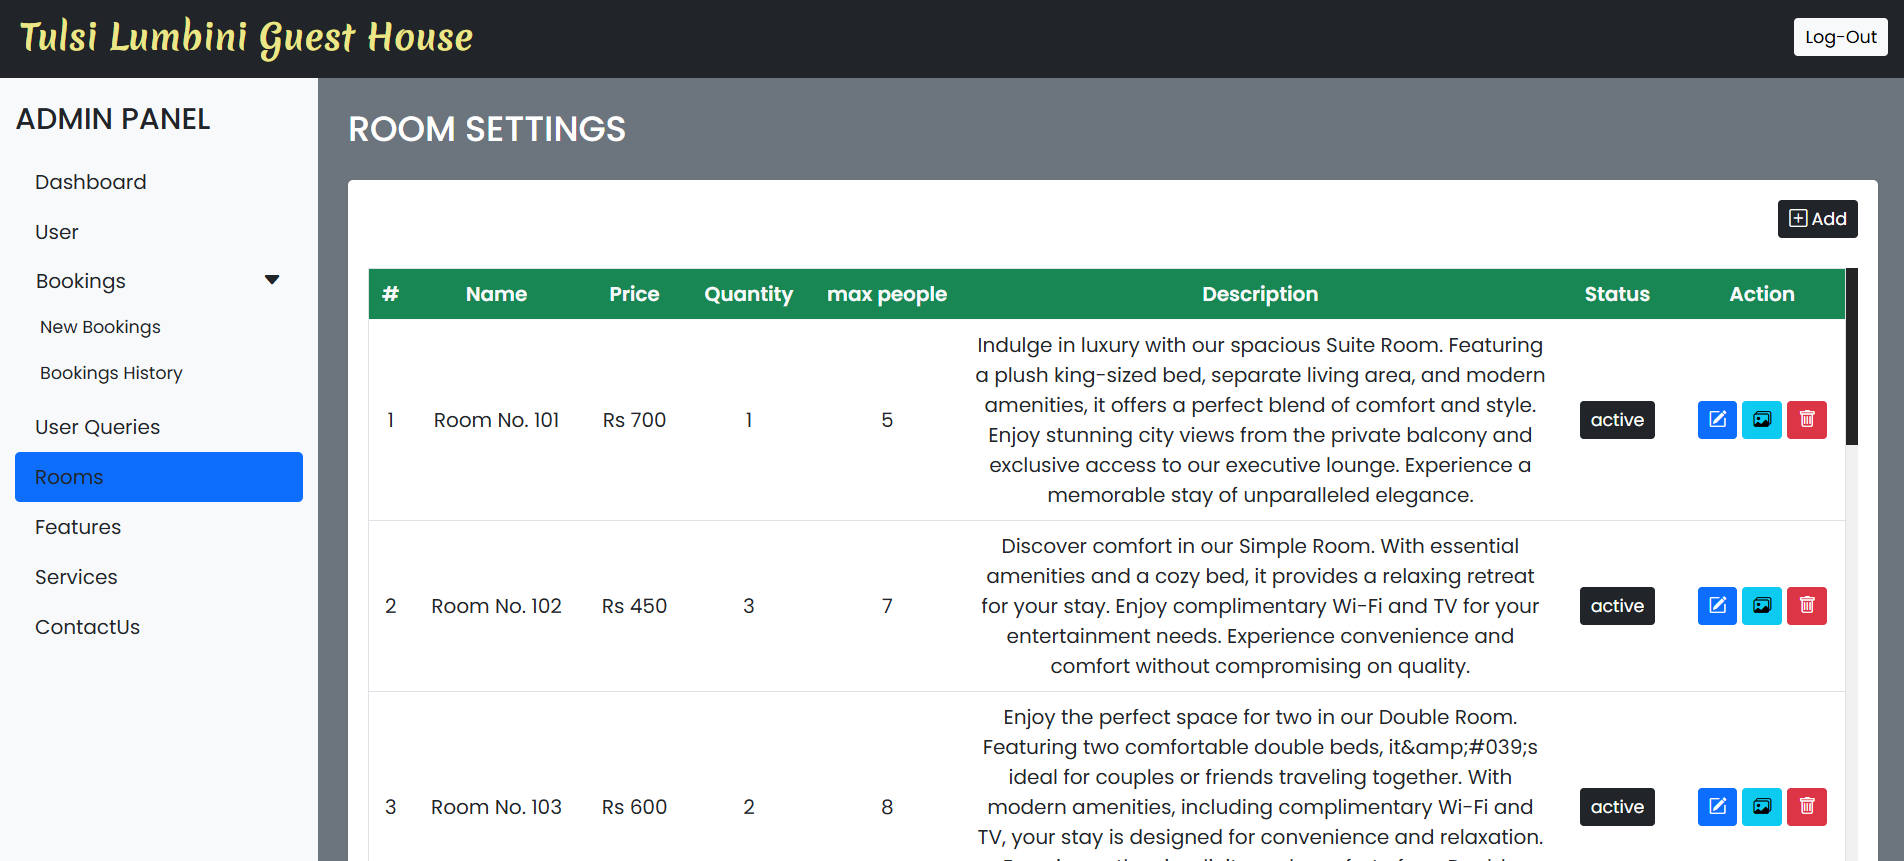 Tulsi Lumbini Guest House
Log-Out
ADMIN PANEL
Dashboard
User
Bookings
New Bookings
Bookings History
User Queries
Rooms
Features
Services
ContactUs
ROOM SETTINGS
Add
# Name Price Quantity max people Description Status Action
1 Room No. 101 Rs 700 1 5
Indulge in luxury with our spacious Suite Room. Featuring
a plush king-sized bed, separate living area, and modern
amenities, it offers a perfect blend of comfort and style.
Enjoy stunning city views from the private balcony and
exclusive access to our executive lounge. Experience a
memorable stay of unparalleled elegance.
active
2 Room No. 102 Rs 450 3 7
Discover comfort in our Simple Room. With essential
amenities and a cozy bed, it provides a relaxing retreat
for your stay. Enjoy complimentary Wi-Fi and TV for your
entertainment needs. Experience convenience and
comfort without compromising on quality.
active
3 Room No. 103 Rs 600 2 8
Enjoy the perfect space for two in our Double Room.
Featuring two comfortable double beds, it&amp;#039;s
ideal for couples or friends traveling together. With
modern amenities, including complimentary Wi-Fi and
TV, your stay is designed for convenience and relaxation.
active